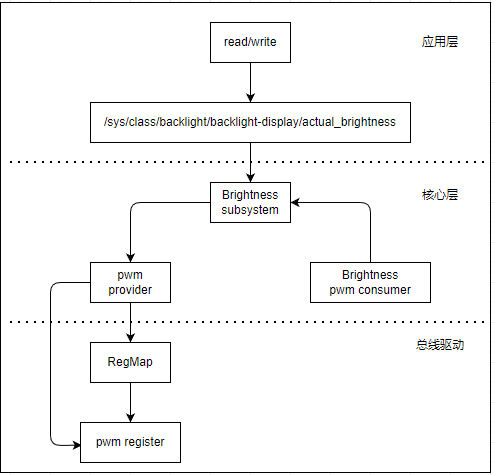 read/write
应用层
/sys/class/backlight/backlight-display/actual_brightness
Brightness
subsystem
核心层
pwm
provider
Brightness
pwm consumer
总线驱动
RegMap
pwm register